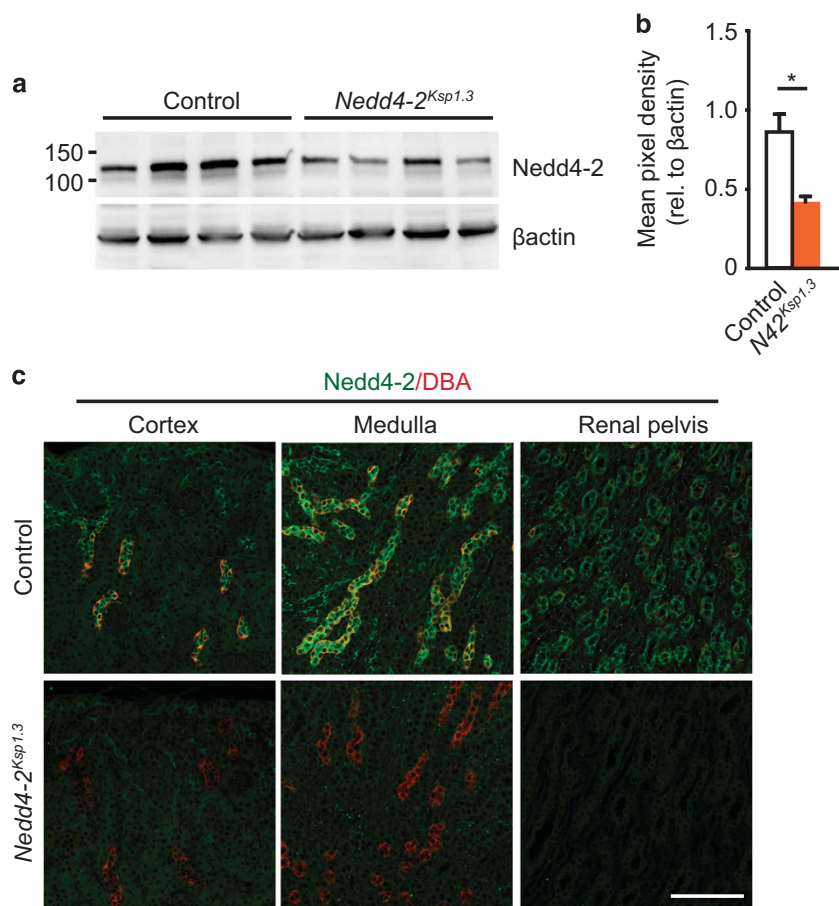 a
Control Nedd4-2Ksp1.3
150
100
Nedd4-2
βactin
b
Mean pixel density
(rel. to βactin)
1.5
1.0
0.5
0
*
Control
N42Ksp1.3
c
Nedd4-2/DBA
Cortex Medulla Renal pelvis
Control
Nedd4-2Ksp1.3